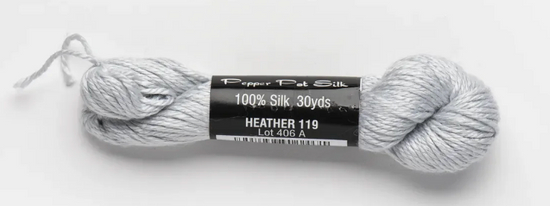 Pepper Pot Silk
100% Silk 30yds
HEATHER 119
Lot 406 A